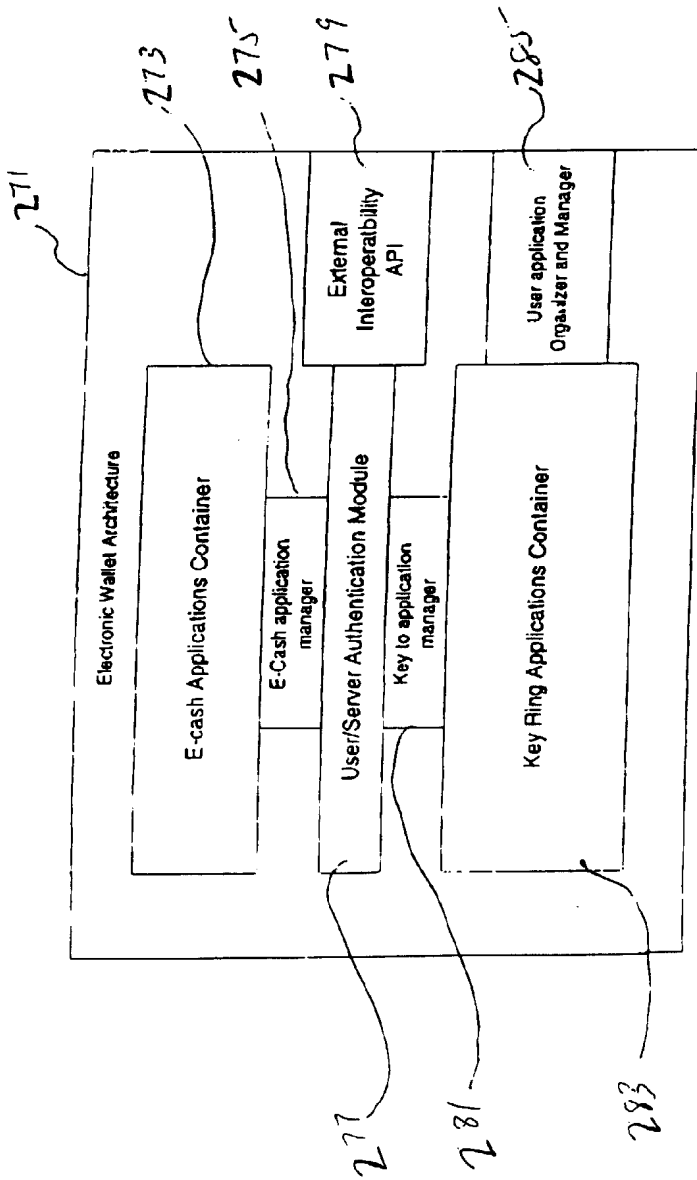 271
Electronic Wallet Architecture
E-cash Applications Container
273
E-Cash application
manager
275
User/Server Authentication Module
277
External
Interoperatbility
API
279
Key to application
manager
281
Key Ring Applications Container
283
User application
Organizer and Manager
285